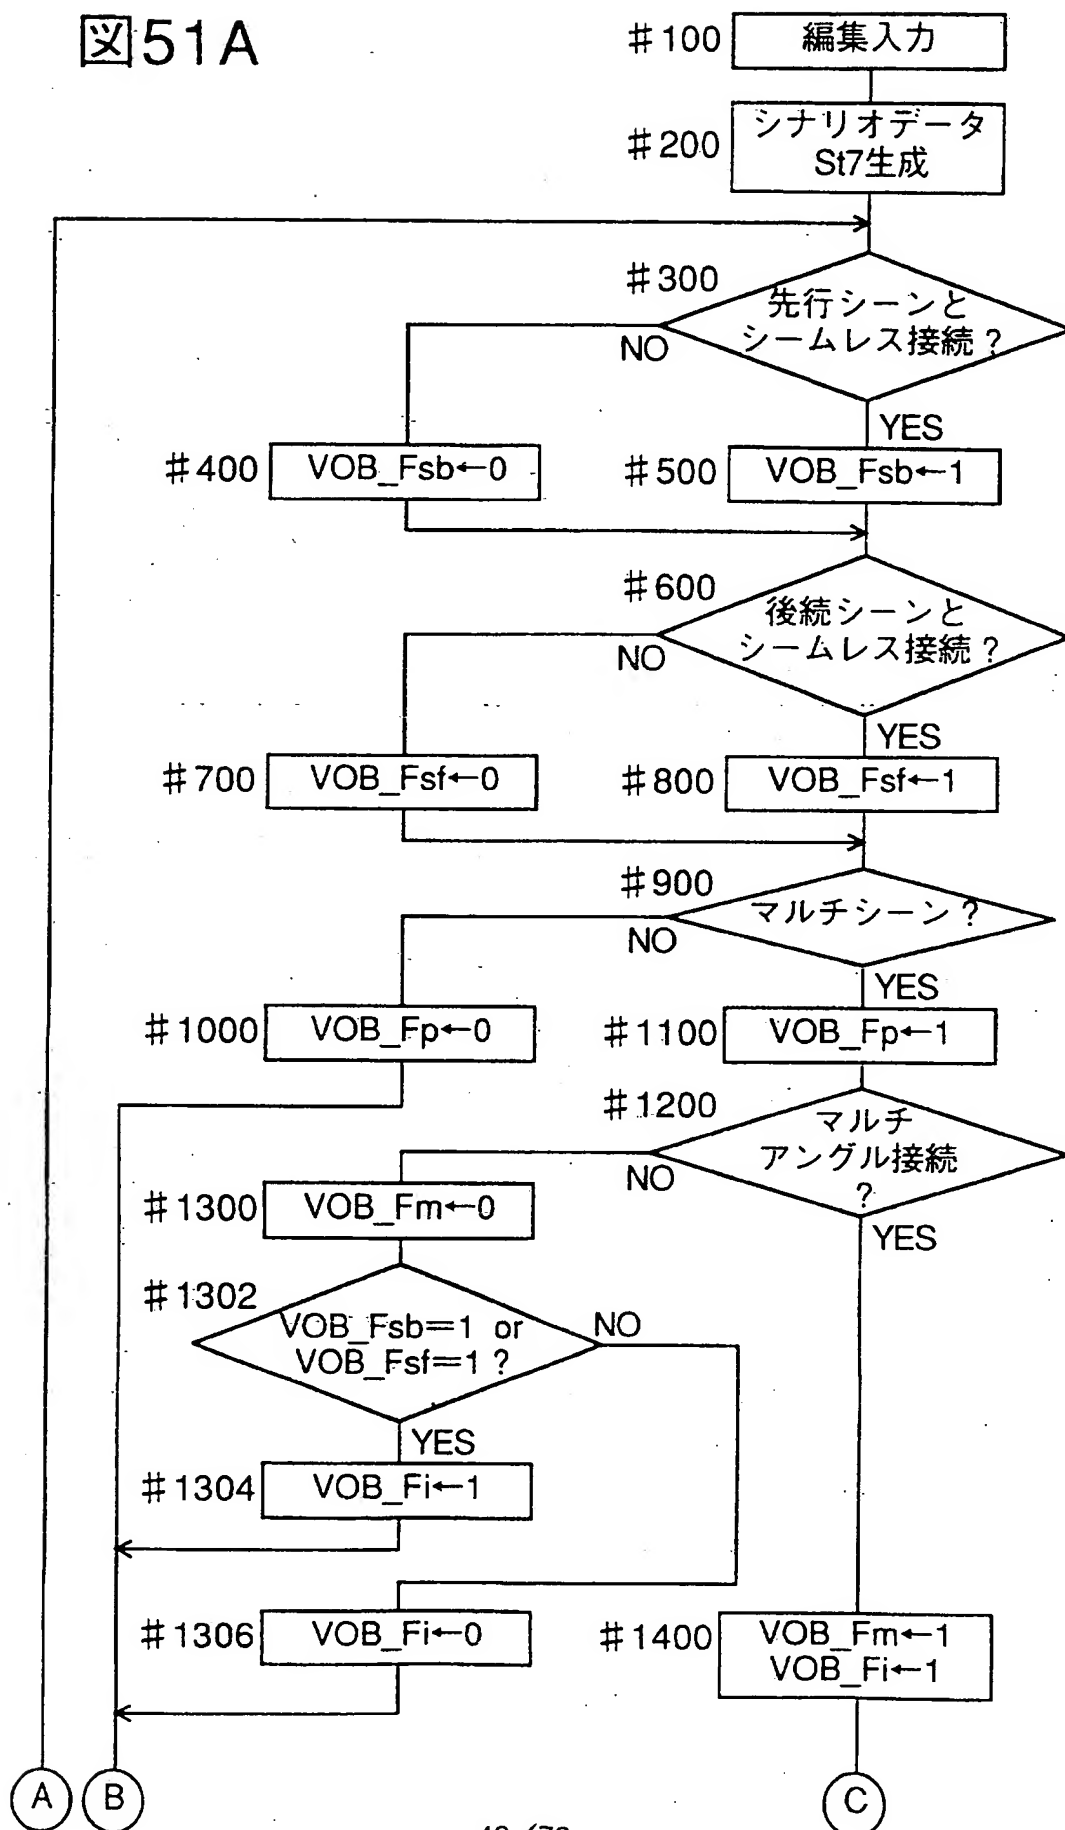 図51A
#100
編集入力
#200
シナリオデータ
St7生成
#300
先行シーンと
シームレス接続?
NO
YES
#400
VOB_Fsb←0
#500
VOB_Fsb←1
#600
後続シーンと
シームレス接続?
NO
YES
#700
VOB_Fsf←0
#800
VOB_Fsf←1
#900
マルチシーン?
NO
YES
#1000
VOB_Fp←0
#1100
VOB_Fp←1
#1200
マルチ
アングル接続
?
NO
YES
#1300
VOB_Fm←0
#1302
VOB_Fsb=1 or
VOB_Fsf=1 ?
NO
YES
#1304
VOB_Fi←1
#1306
VOB_Fi←0
#1400
VOB_Fm←1
VOB_Fi←1
A
B
C